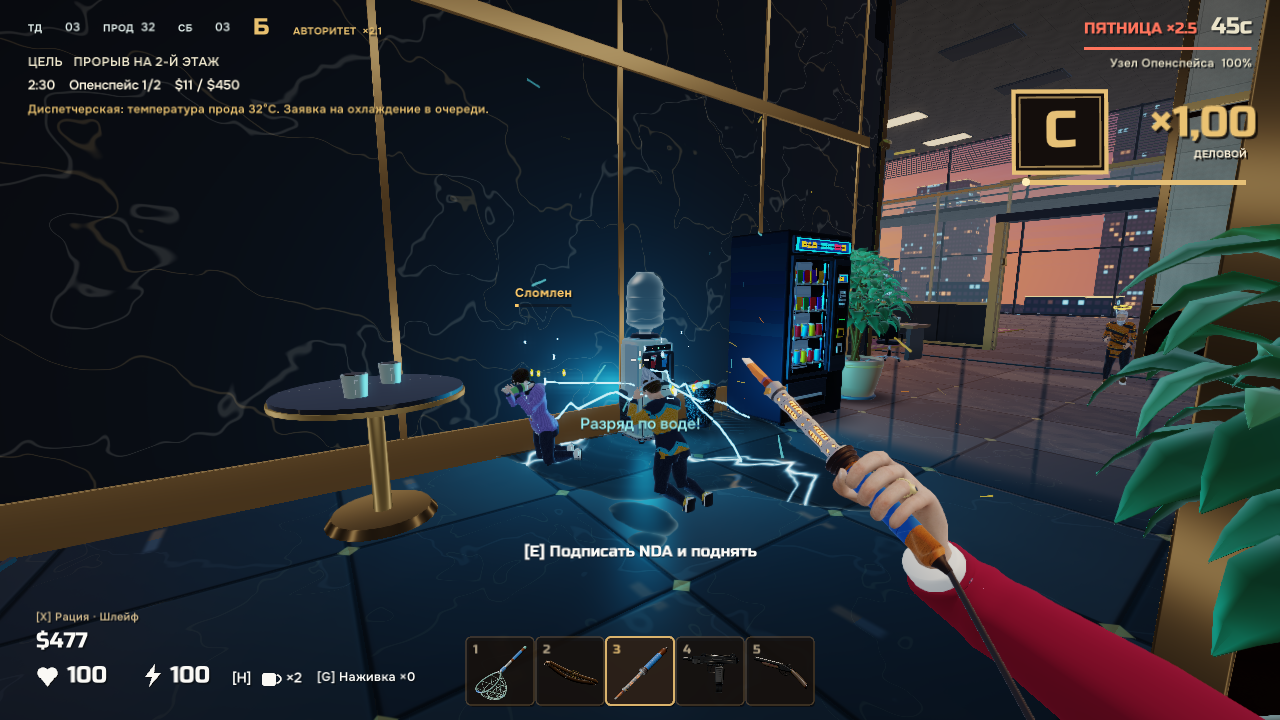 ТД 03 ПРОД 32 СБ 03 Б АВТОРИТЕТ ×2.1
ЦЕЛЬ ПРОРЫВ НА 2-Й ЭТАЖ
2:30 Опенспейс 1/2 $11 / $450
Диспетчерская: температура прода 32°C. Заявка на охлаждение в очереди.
ПЯТНИЦА ×2.5 45с
Узел Опенспейса 100%
С ×1,00
ДЕЛОВОЙ
Сломлен
Разряд по воде!
[E] Подписать NDA и поднять
[X] Рация · Шлейф
$477
100 100 [H] ×2 [G] Наживка ×0
1 2 3 4 5